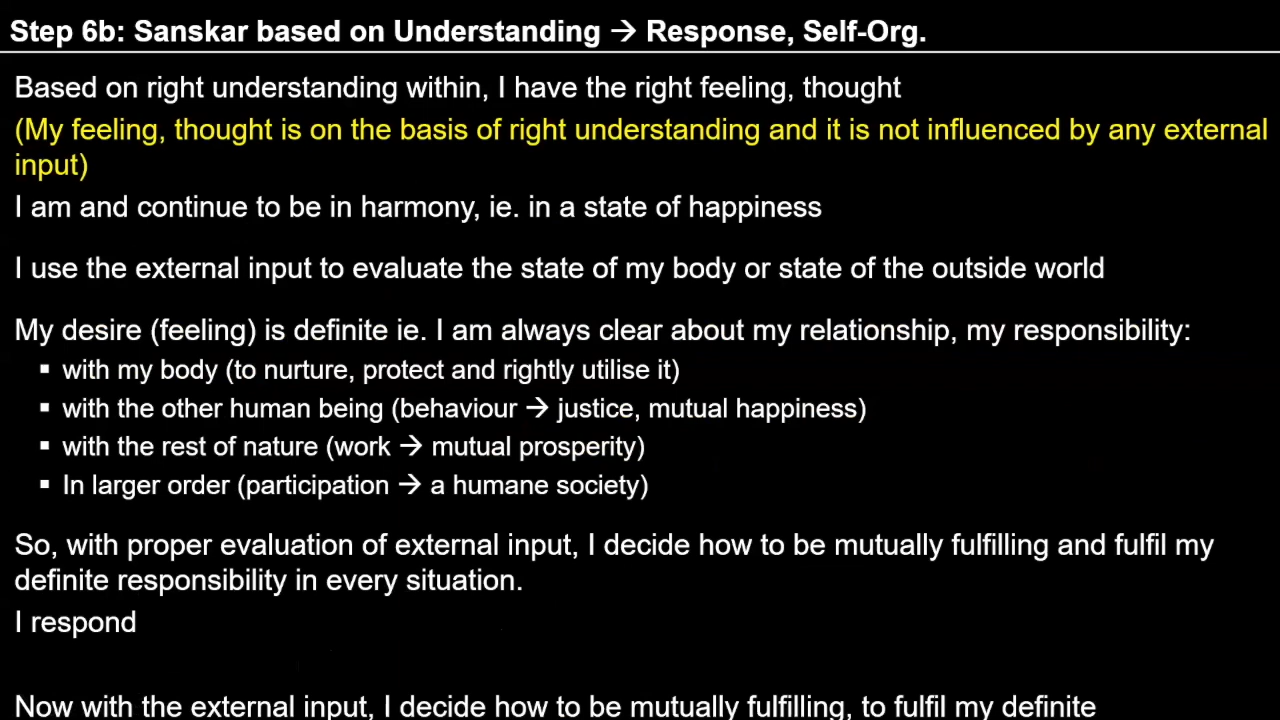 Step 6b: Sanskar based on Understanding → Response, Self-Org.
Based on right understanding within, I have the right feeling, thought
(My feeling, thought is on the basis of right understanding and it is not influenced by any external
input)
I am and continue to be in harmony, ie. in a state of happiness
I use the external input to evaluate the state of my body or state of the outside world
My desire (feeling) is definite ie. I am always clear about my relationship, my responsibility:
▪ with my body (to nurture, protect and rightly utilise it)
▪ with the other human being (behaviour → justice, mutual happiness)
▪ with the rest of nature (work → mutual prosperity)
▪ In larger order (participation → a humane society)
So, with proper evaluation of external input, I decide how to be mutually fulfilling and fulfil my
definite responsibility in every situation.
I respond
Now with the external input, I decide how to be mutually fulfilling, to fulfil my definite